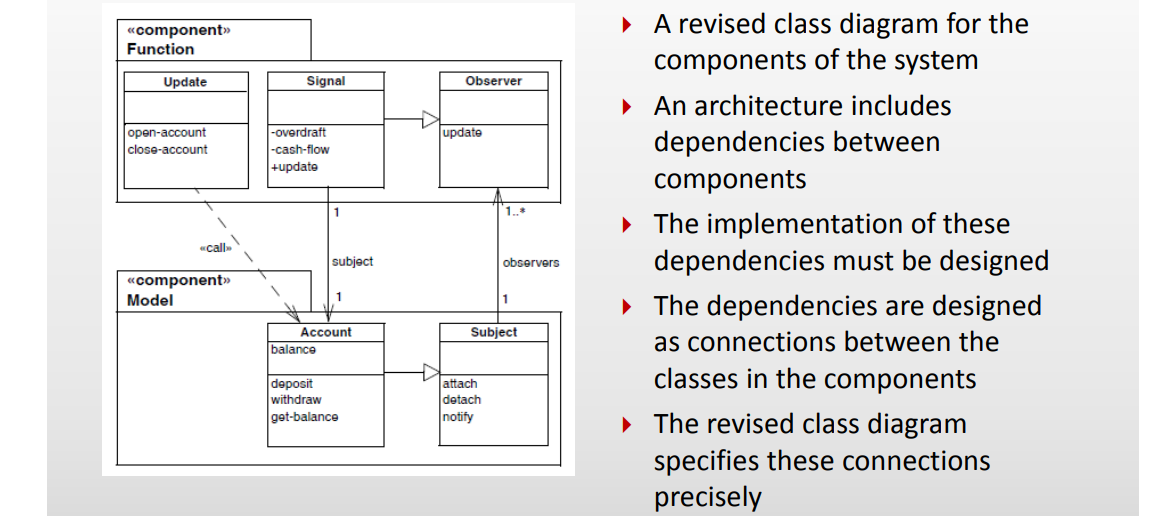 «component»
Function
Update
open-account
close-account
Signal
-overdraft
-cash-flow
+update
Observer
update
«call»
1
subject
1
1..*
observers
1
«component»
Model
Account
balance
deposit
withdraw
get-balance
Subject
attach
detach
notify
A revised class diagram for the
components of the system
An architecture includes
dependencies between
components
The implementation of these
dependencies must be designed
The dependencies are designed
as connections between the
classes in the components
The revised class diagram
specifies these connections
precisely